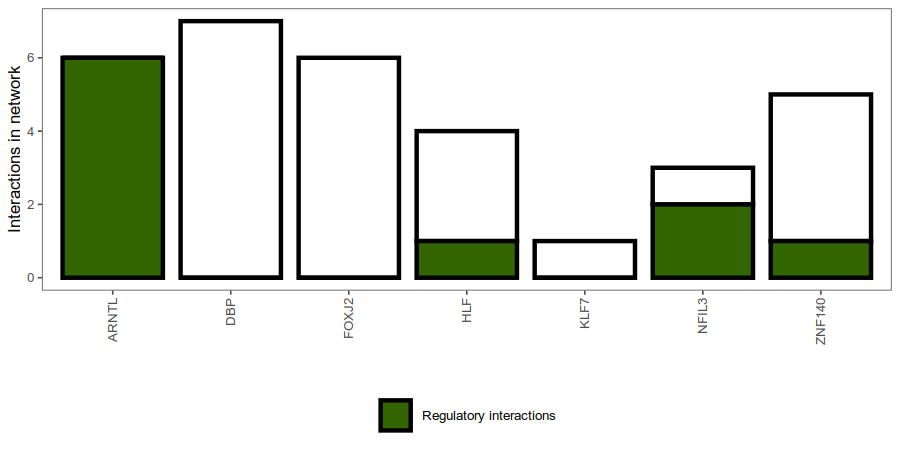 Interactions in network
6
4
2
0
ARNTL
DBP
FOXJ2
HLF
KLF7
NFIL3
ZNF140
Regulatory interactions